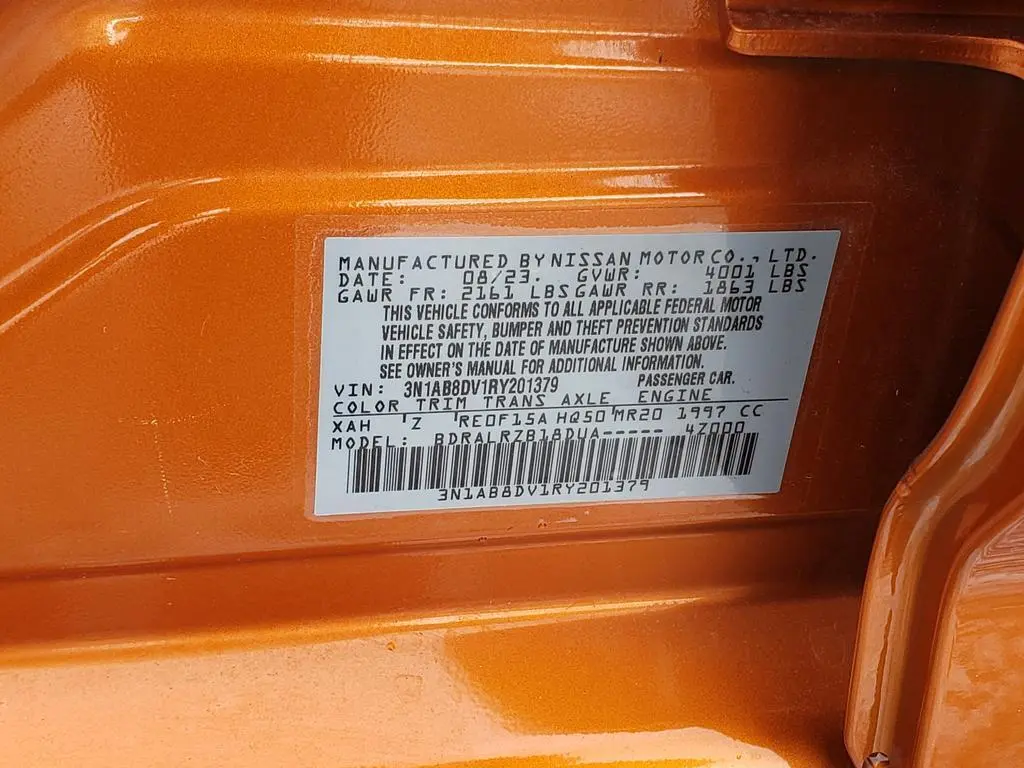 MANUFACTURED BY NISSAN MOTOR CO., LTD.
DATE: 08/23. GVWR: 4001 LBS
GAWR FR: 2161 LBS GAWR RR: 1863 LBS
THIS VEHICLE CONFORMS TO ALL APPLICABLE FEDERAL MOTOR
VEHICLE SAFETY, BUMPER AND THEFT PREVENTION STANDARDS
IN EFFECT ON THE DATE OF MANUFACTURE SHOWN ABOVE.
SEE OWNER'S MANUAL FOR ADDITIONAL INFORMATION.
VIN: 3N1AB8DV1RY201379 PASSENGER CAR.
COLOR TRIM TRANS AXLE ENGINE
XAH Z RE0F15A HQ50 MR20 1997 CC
MODEL: BDRALRZB18DUA----- 4Z000
3N1AB8DV1RY201379